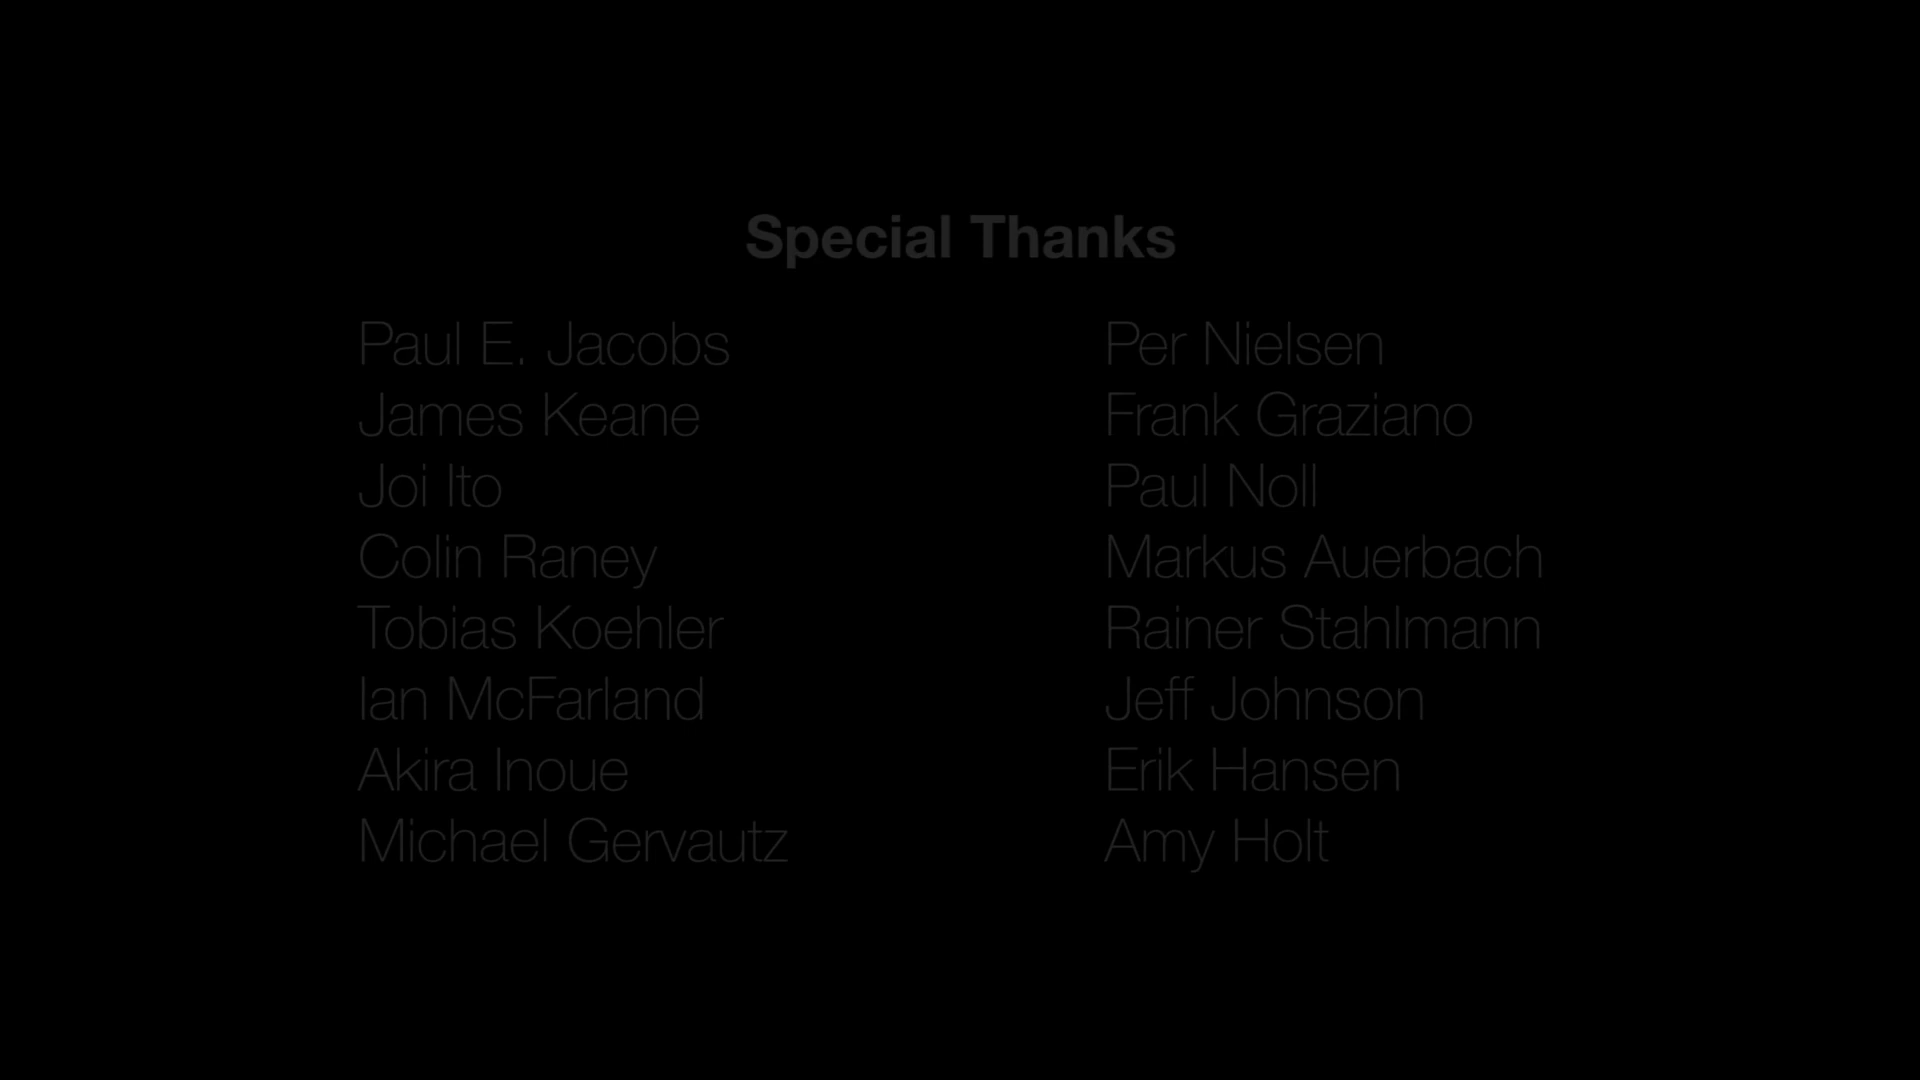 Special Thanks
Paul E. Jacobs
James Keane
Joi Ito
Colin Raney
Tobias Koehler
Ian McFarland
Akira Inoue
Michael Gervautz
Per Nielsen
Frank Graziano
Paul Noll
Markus Auerbach
Rainer Stahlmann
Jeff Johnson
Erik Hansen
Amy Holt